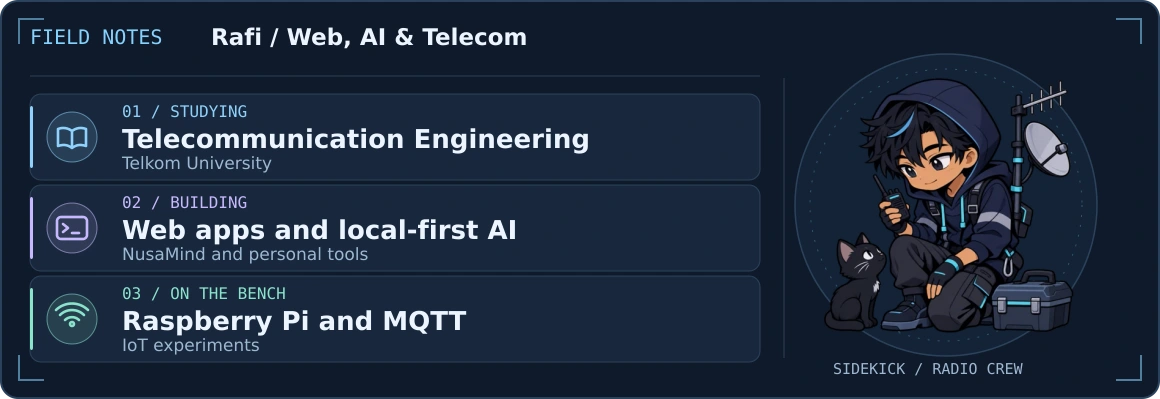 FIELD NOTES
Rafi / Web, AI & Telecom
01 / STUDYING
Telecommunication Engineering
Telkom University
02 / BUILDING
Web apps and local-first AI
NusaMind and personal tools
03 / ON THE BENCH
Raspberry Pi and MQTT
IoT experiments
SIDEKICK / RADIO CREW